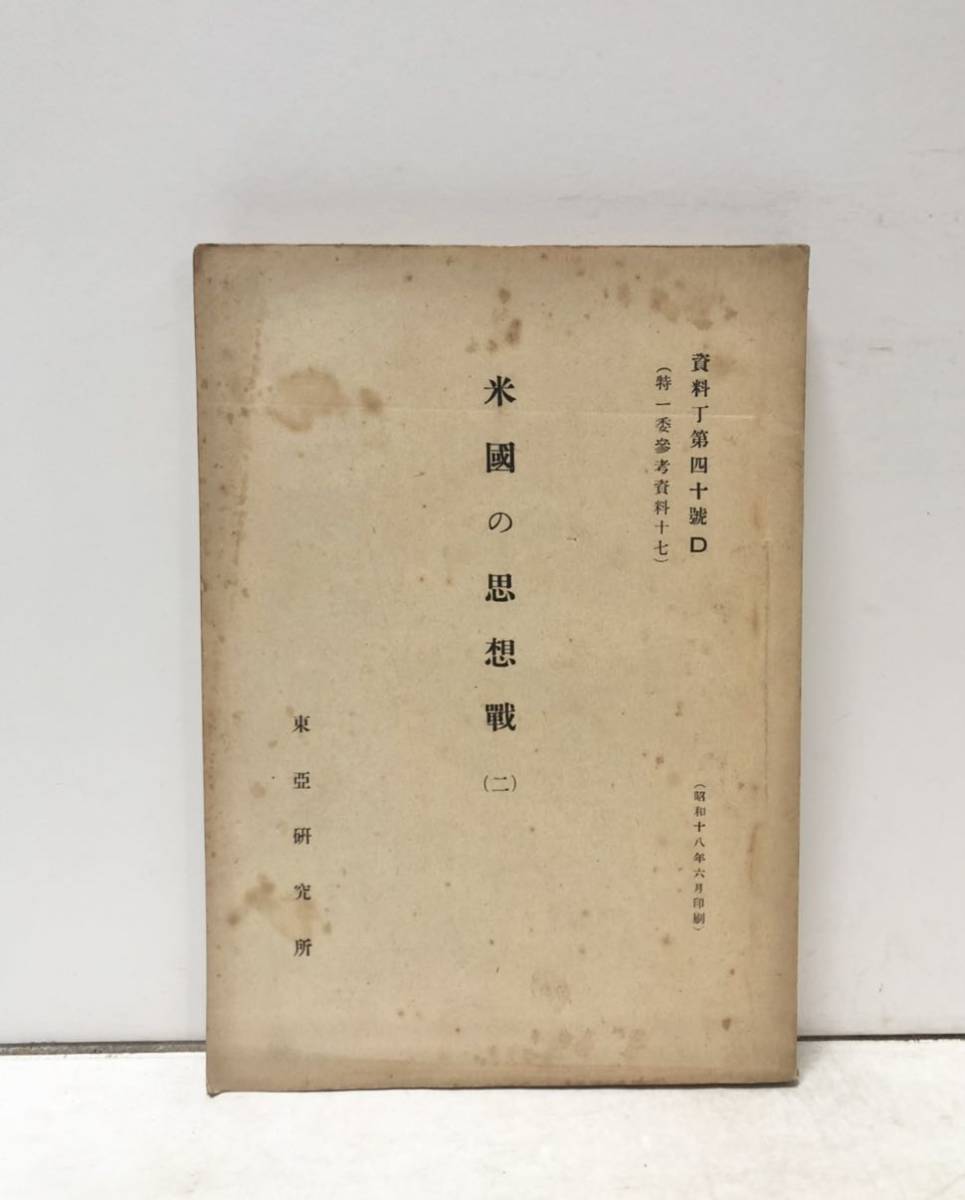 資料丁第四十號D
(特一委參考資料十七)
(昭和十八年六月印刷)
米國の思想戰(二)
東亞研究所